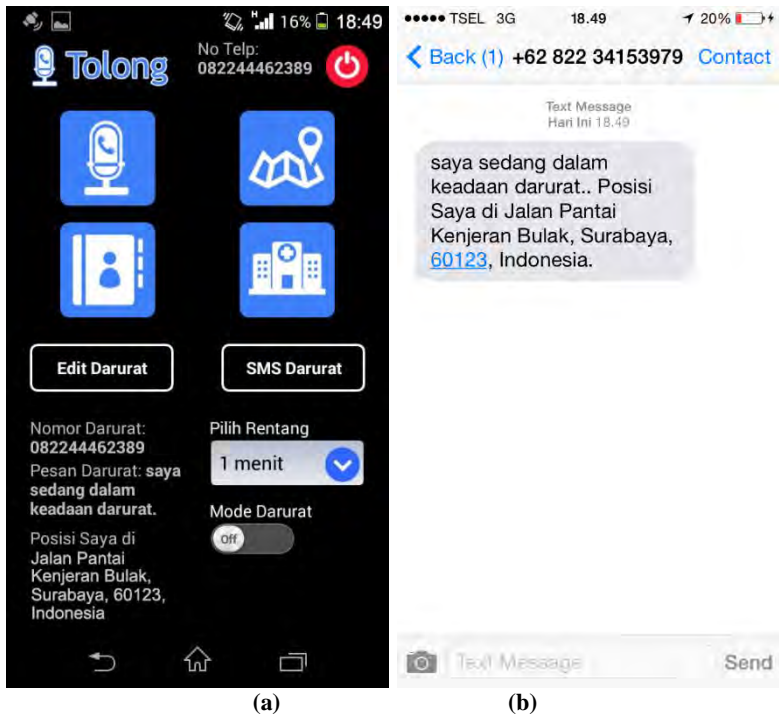 16% 18:49
Tolong
No Telp:
082244462389
Edit Darurat
SMS Darurat
Nomor Darurat:
082244462389
Pesan Darurat: saya
sedang dalam
keadaan darurat.
Posisi Saya di
Jalan Pantai
Kenjeran Bulak,
Surabaya, 60123,
Indonesia
Pilih Rentang
1 menit
Mode Darurat
Off
(a)
TSEL 3G 18.49 20%
Back (1) +62 822 34153979 Contact
Text Message
Hari Ini 18.49
saya sedang dalam
keadaan darurat.. Posisi
Saya di Jalan Pantai
Kenjeran Bulak, Surabaya,
60123, Indonesia.
Text Message Send
(b)